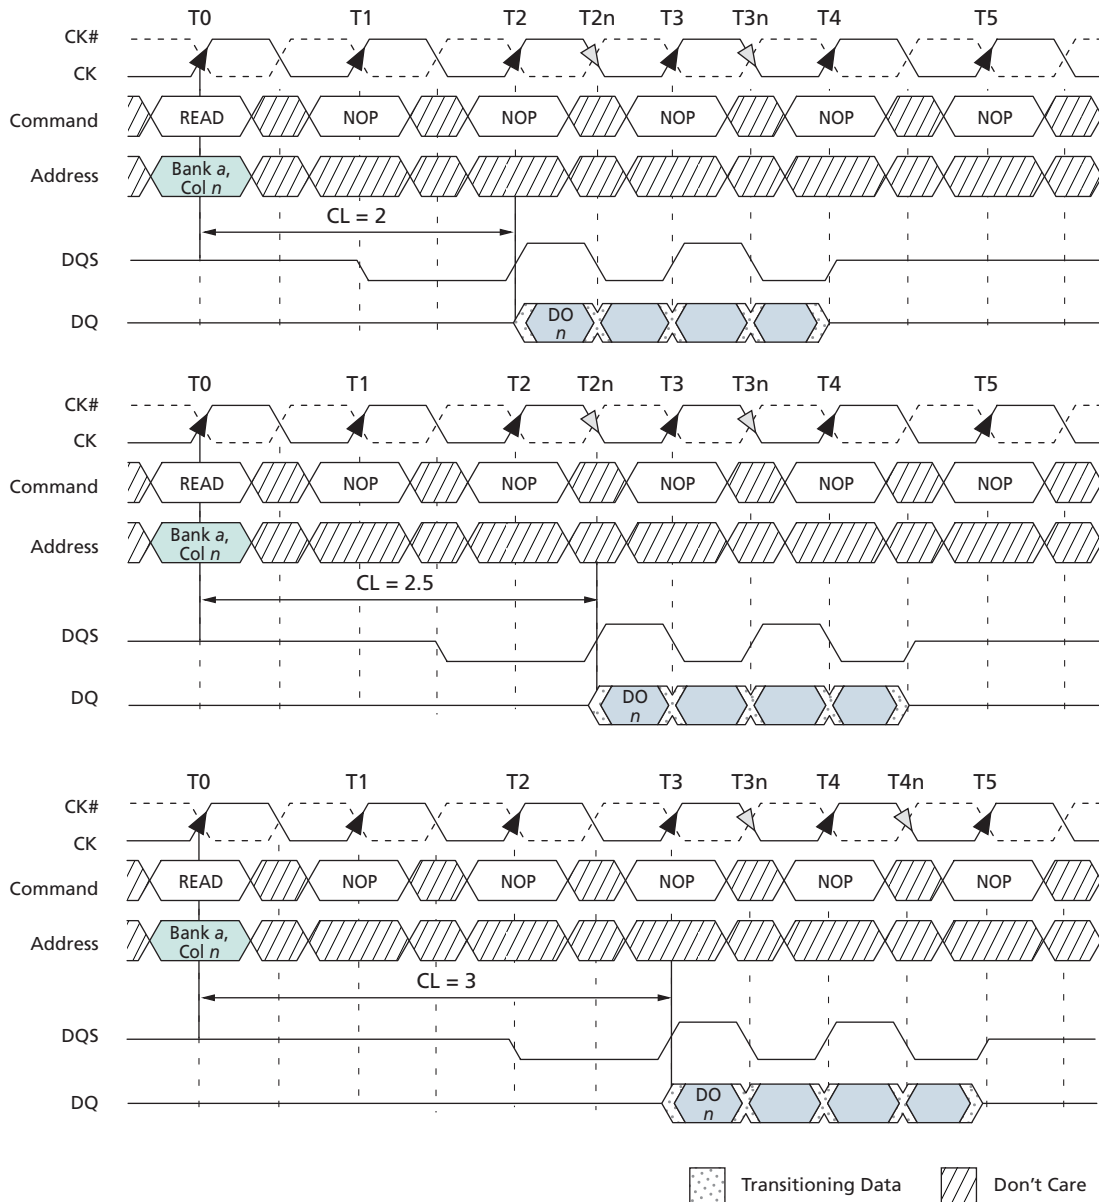 T0 T1 T2 T2n T3 T3n T4 T5
CK#
CK
Command READ NOP NOP NOP NOP NOP
Address Bank a,
Col n
CL = 2
DQS
DQ DO
n
T0 T1 T2 T2n T3 T3n T4 T5
CK#
CK
Command READ NOP NOP NOP NOP NOP
Address Bank a,
Col n
CL = 2.5
DQS
DQ DO
n
T0 T1 T2 T3 T3n T4 T4n T5
CK#
CK
Command READ NOP NOP NOP NOP NOP
Address Bank a,
Col n
CL = 3
DQS
DQ DO
n
Transitioning Data Don't Care